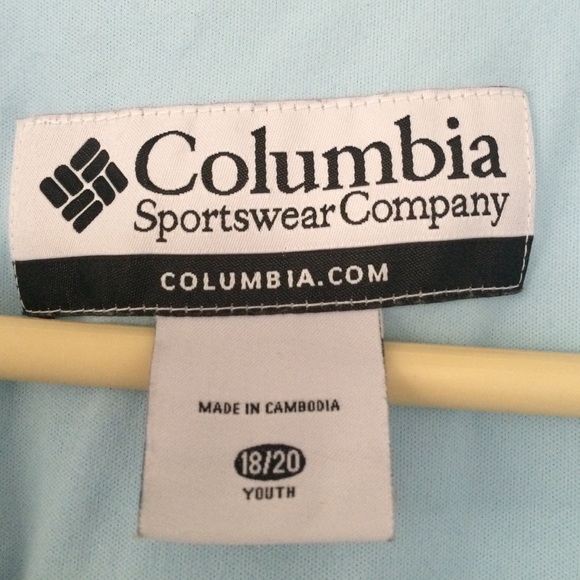 Columbia
Sportswear Company
COLUMBIA.COM
MADE IN CAMBODIA
18/20
YOUTH